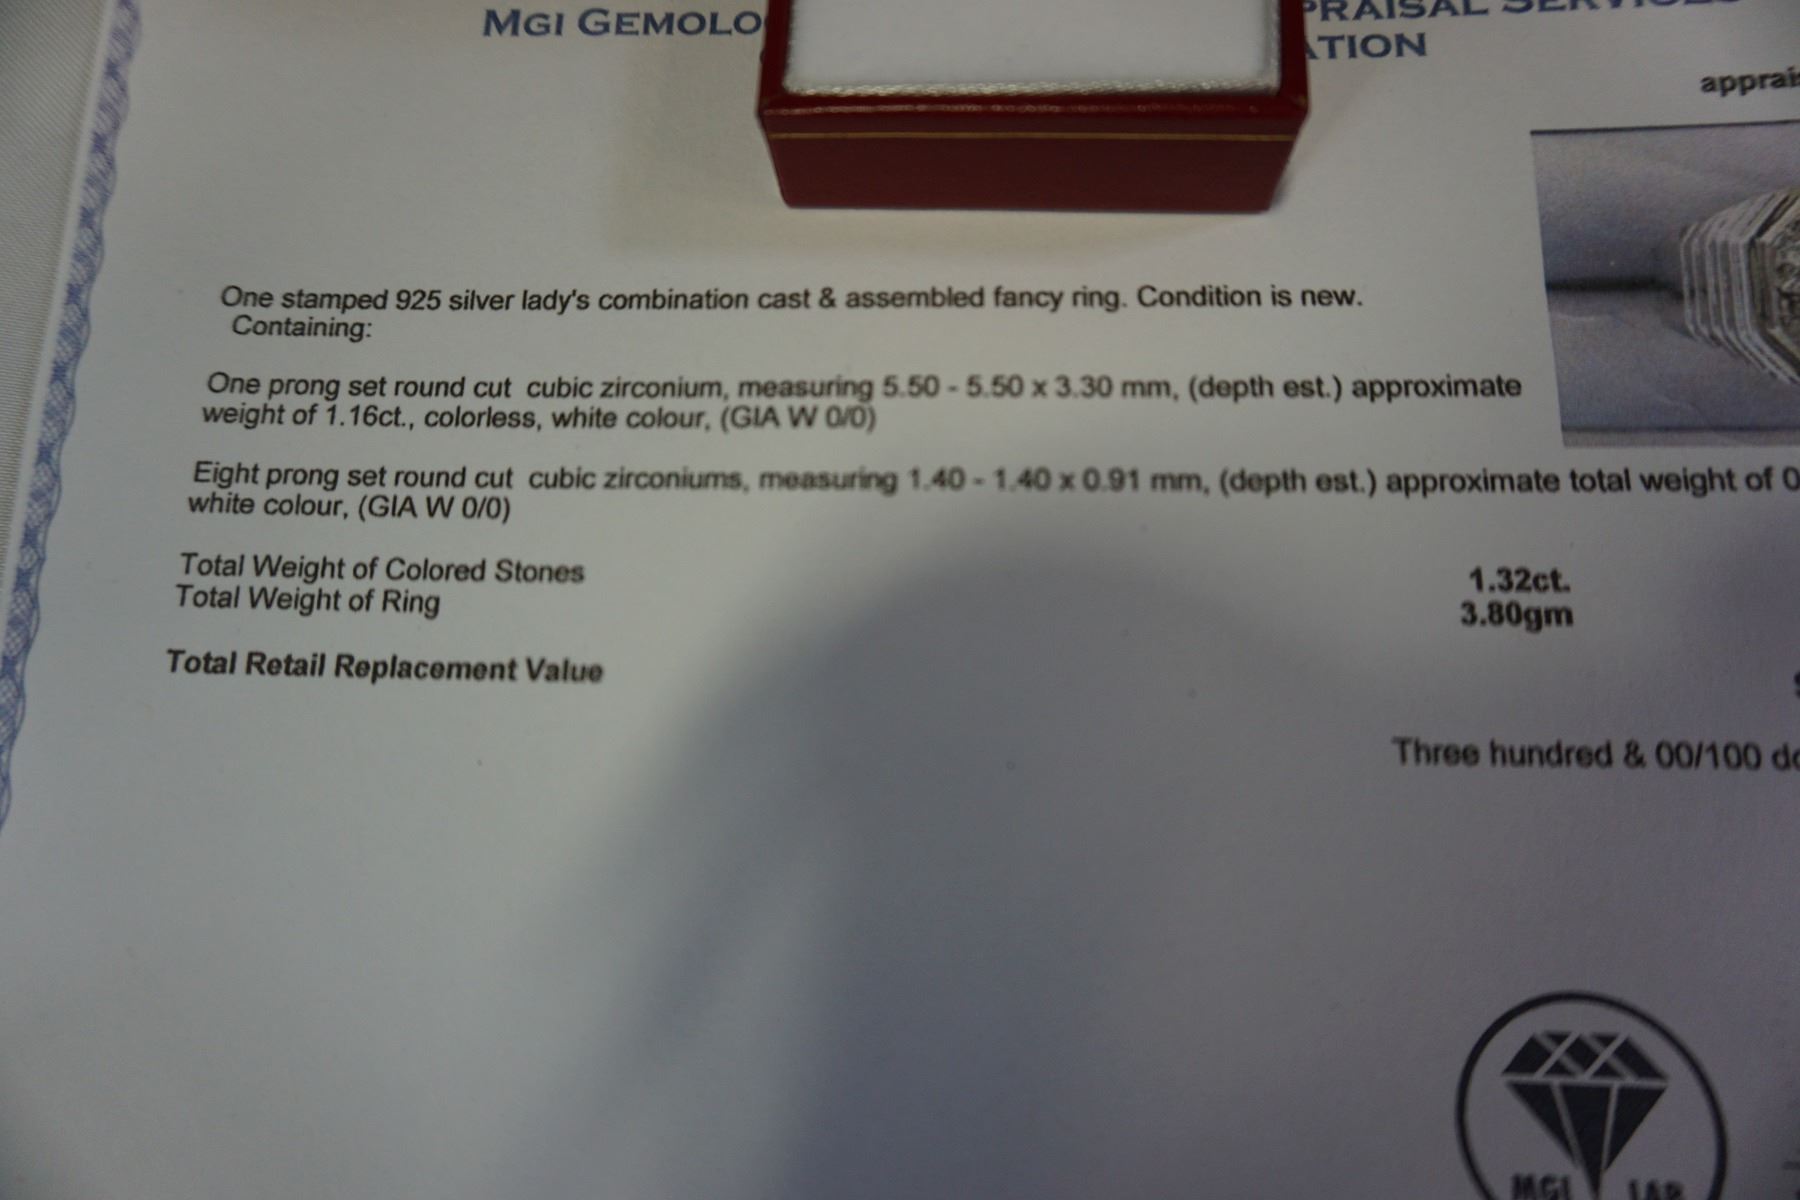 MGI
One stamped 925 silver lady's combination cast & assembled fancy ring. Condition is new.
Containing:
One prong set round cut cubic zirconium, measuring 5.50 - 5.50 x 3.30 mm, (depth est.) approximate
weight of 1.16ct., colorless, white colour, (GIA W 0/0)
Eight prong set round cut cubic zirconiums, measuring 1.40 - 1.40 x 0.91 mm, (depth est.) approximate total weight of
white colour, (GIA W 0/0)
Total Weight of Colored Stones 1.32ct.
Total Weight of Ring 3.80gm
Total Retail Replacement Value
Three hundred & 00/100
MGI